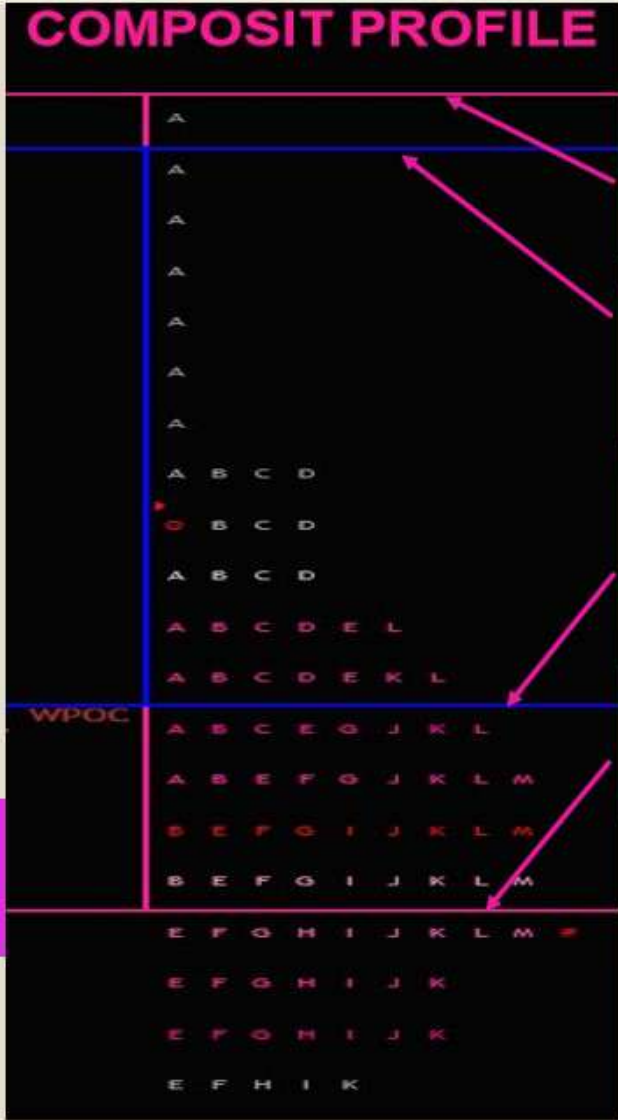 COMPOSIT PROFILE
A
A
A
A
A
A
A
A B C D
O B C D
A B C D
A B C D E L
A B C D E K L
WPOC
A B C E G J K L
A B E F G J K L M
B E F G I J K L M
B E F G I J K L M
E F G H I J K L M
E F G H I J K
E F G H I J K
E F H I K